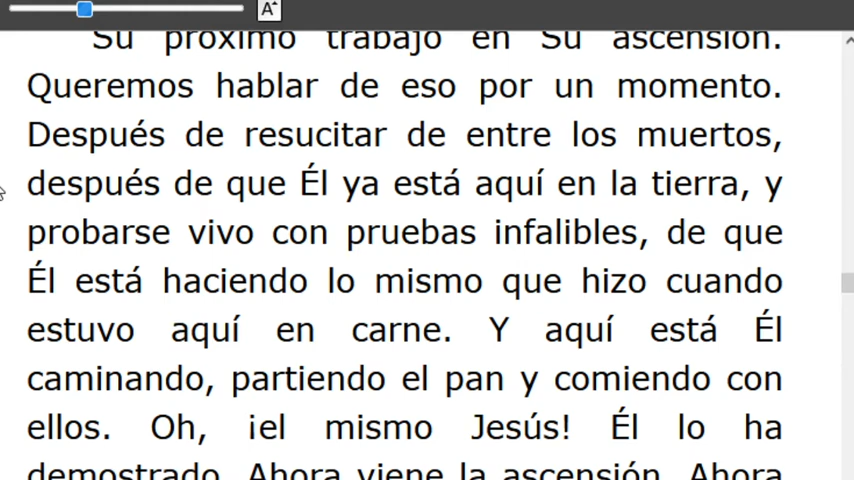 A
Su próximo trabajo en Su ascensión.
Queremos hablar de eso por un momento.
Después de resucitar de entre los muertos,
después de que Él ya está aquí en la tierra, y
probarse vivo con pruebas infalibles, de que
Él está haciendo lo mismo que hizo cuando
estuvo aquí en carne. Y aquí está Él
caminando, partiendo el pan y comiendo con
ellos. Oh, ¡el mismo Jesús! Él lo ha
demostrado. Ahora viene la ascensión. Ahora